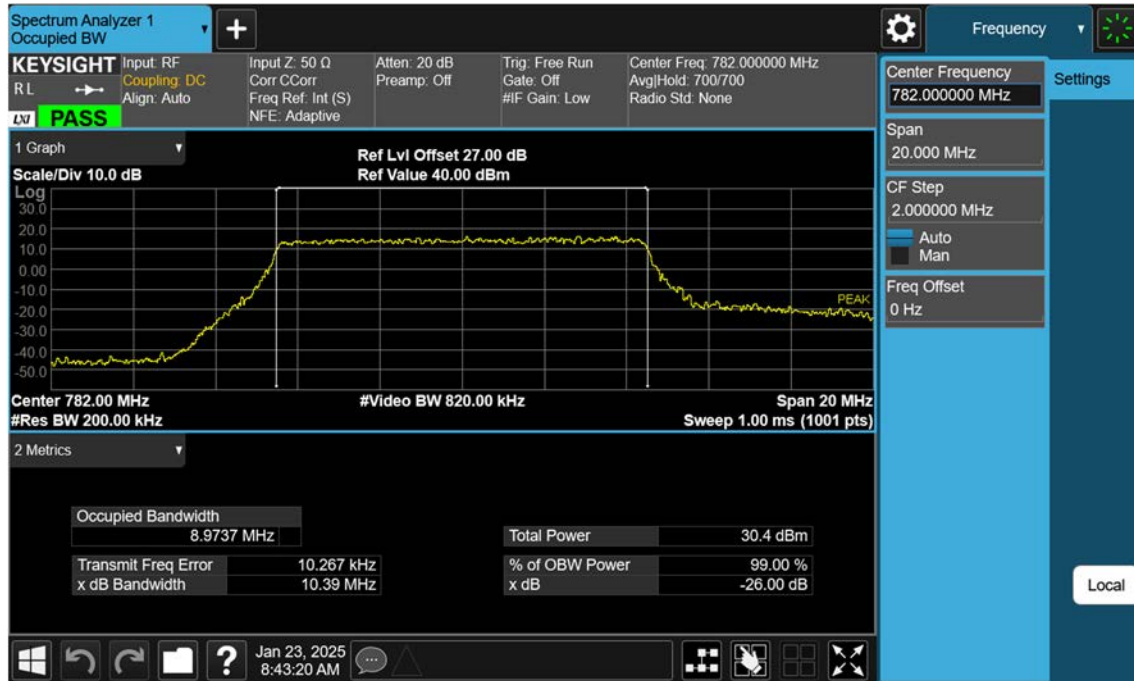 Spectrum Analyzer 1
Occupied BW
Frequency
KEYSIGHT
R L
LXI PASS
Input: RF
Coupling: DC
Align: Auto
Input Z: 50 Ω
Corr CCorr
Freq Ref: Int (S)
NFE: Adaptive
Atten: 20 dB
Preamp: Off
Trig: Free Run
Gate: Off
#IF Gain: Low
Center Freq: 782.000000 MHz
Avg|Hold: 700/700
Radio Std: None
Center Frequency
782.000000 MHz
Settings
Span
20.000 MHz
CF Step
2.000000 MHz
Auto
Man
Freq Offset
0 Hz
Local
1 Graph
Scale/Div 10.0 dB
Ref Lvl Offset 27.00 dB
Ref Value 40.00 dBm
Log
30.0
20.0
10.0
0.00
-10.0
-20.0
-30.0
-40.0
-50.0
PEAK
Center 782.00 MHz
#Video BW 820.00 kHz
Span 20 MHz
#Res BW 200.00 kHz
Sweep 1.00 ms (1001 pts)
2 Metrics
Occupied Bandwidth
8.9737 MHz
Total Power 30.4 dBm
Transmit Freq Error 10.267 kHz
% of OBW Power 99.00 %
x dB Bandwidth 10.39 MHz
x dB -26.00 dB
?
Jan 23, 2025
8:43:20 AM